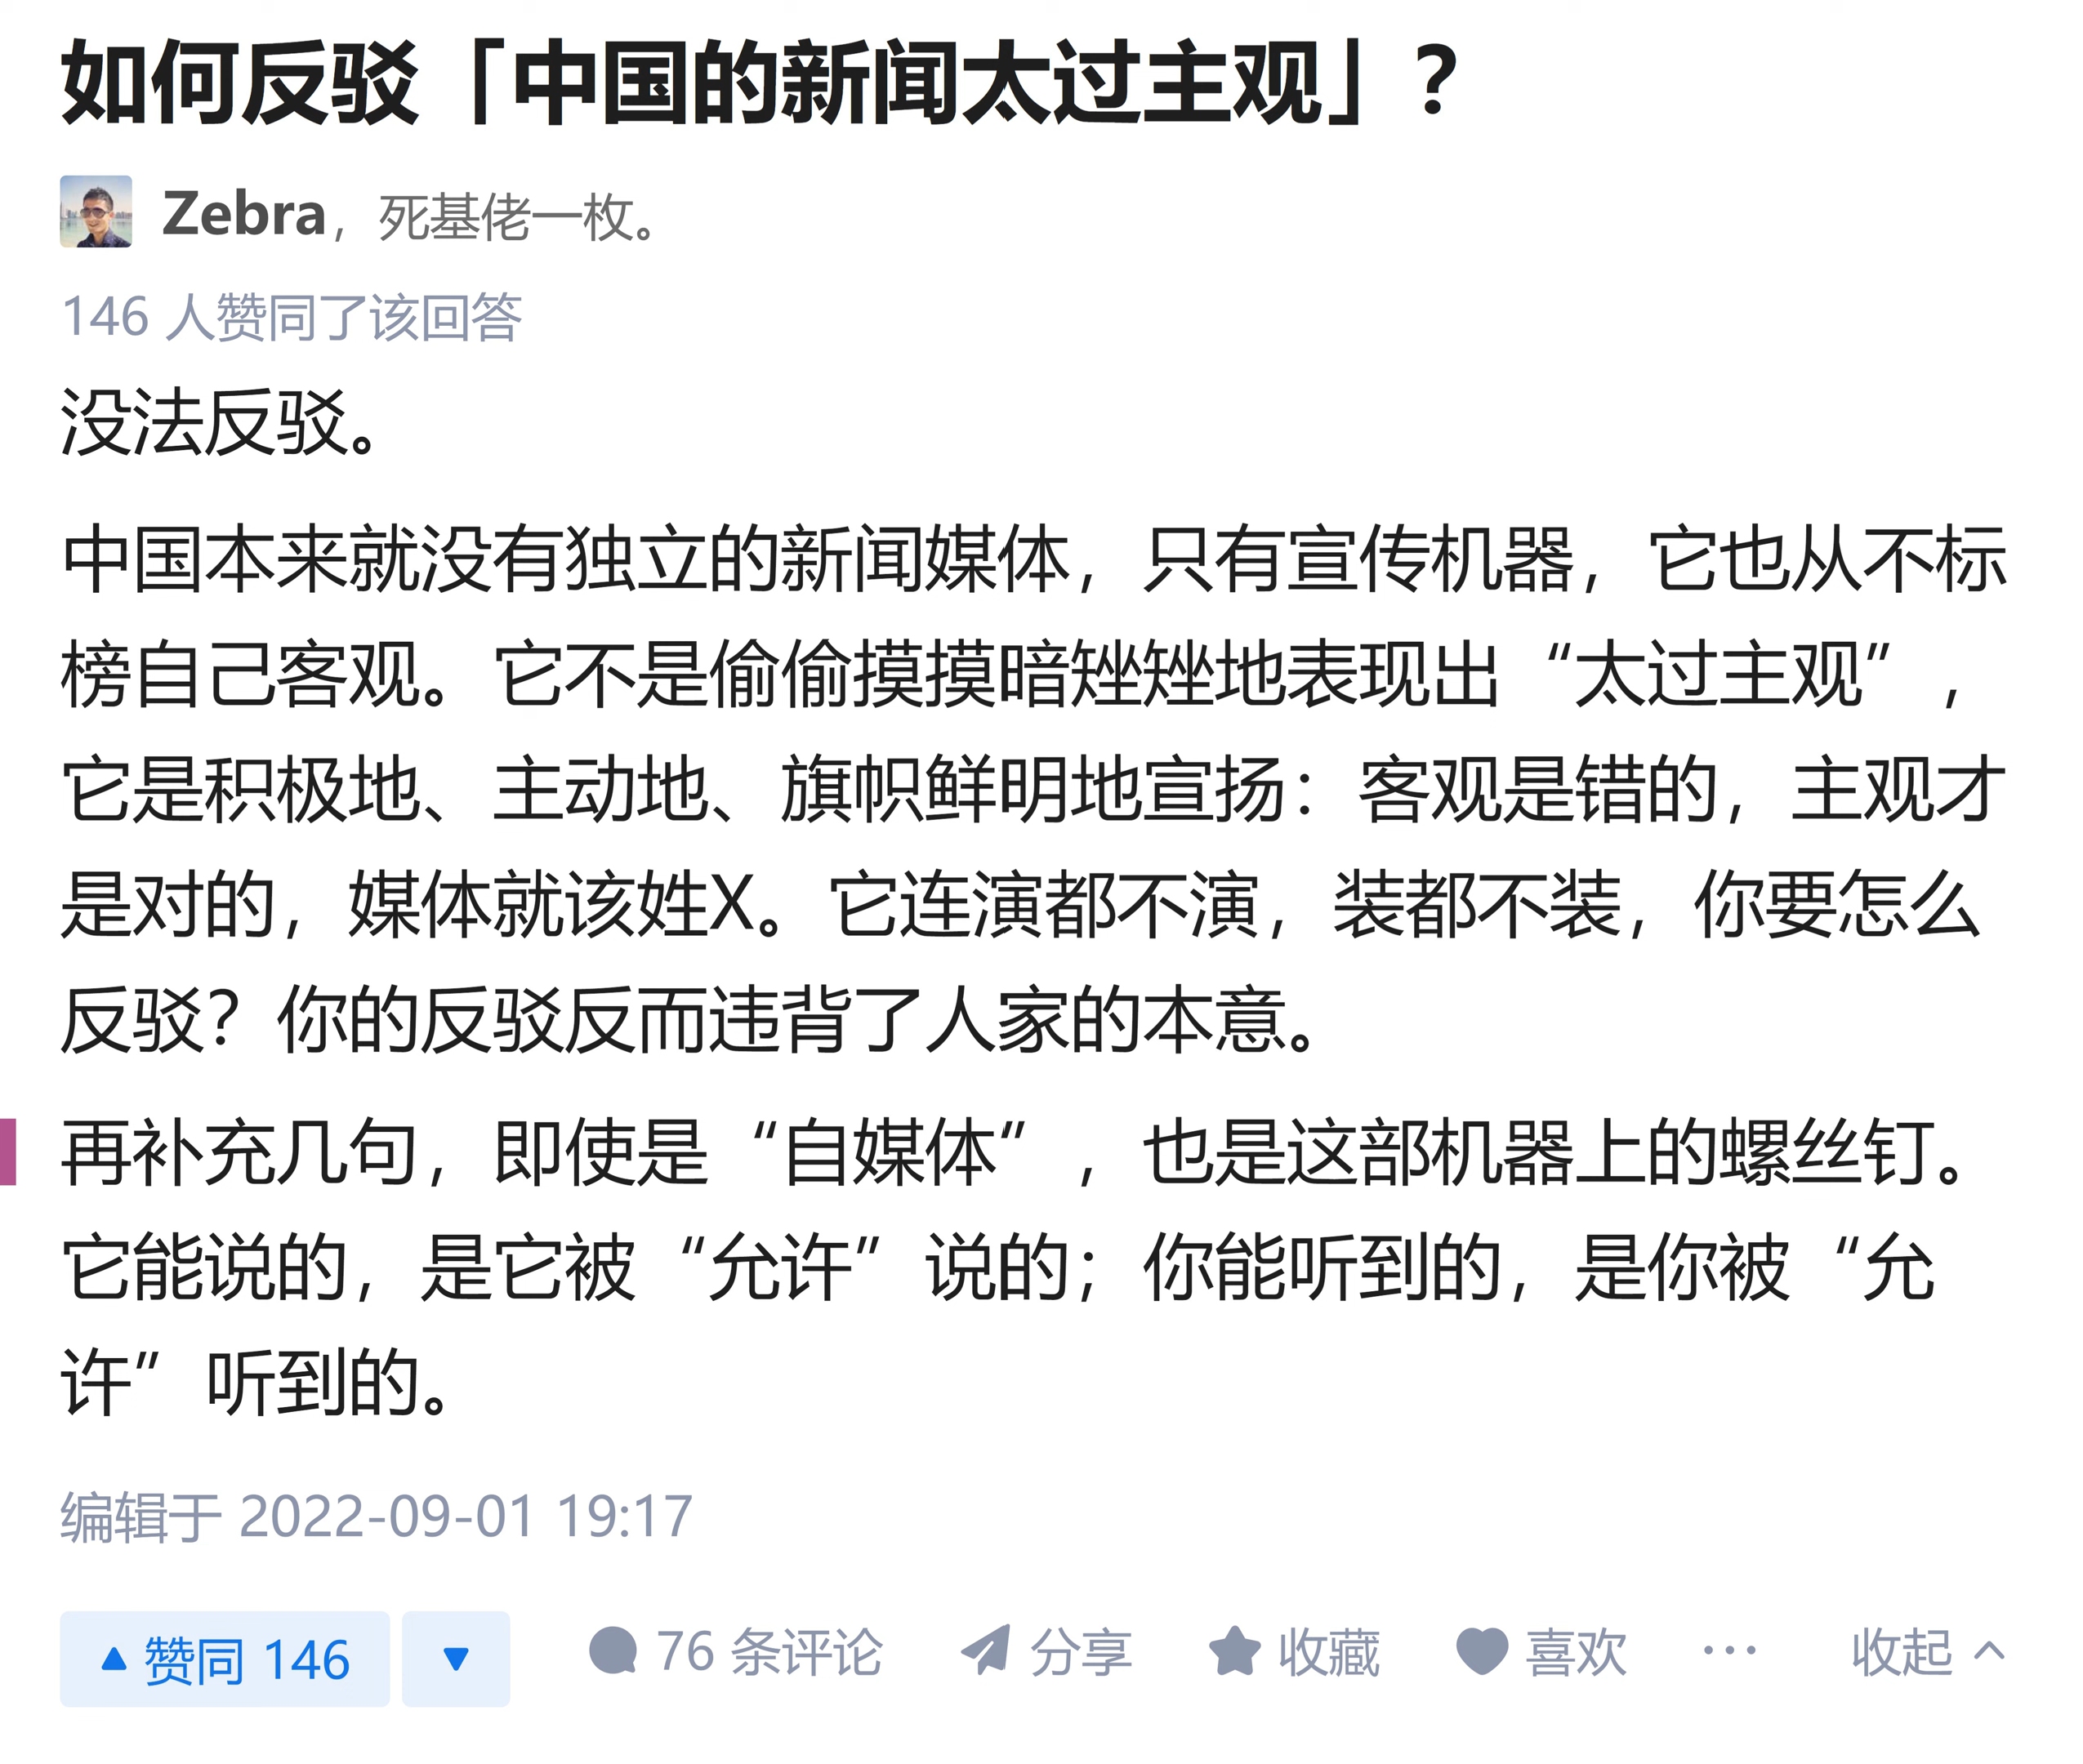 如何反驳「中国的新闻太过主观」？
Zebra，死基佬一枚。
146 人赞同了该回答
没法反驳。
中国本来就没有独立的新闻媒体，只有宣传机器，它也从不标
榜自己客观。它不是偷偷摸摸暗矬矬地表现出“太过主观”，
它是积极地、主动地、旗帜鲜明地宣扬：客观是错的，主观才
是对的，媒体就该姓X。它连演都不演，装都不装，你要怎么
反驳？你的反驳反而违背了人家的本意。
再补充几句，即使是“自媒体”，也是这部机器上的螺丝钉。
它能说的，是它被“允许”说的；你能听到的，是你被“允
许”听到的。
编辑于 2022-09-01 19:17
赞同 146 76 条评论 分享 收藏 喜欢 ··· 收起